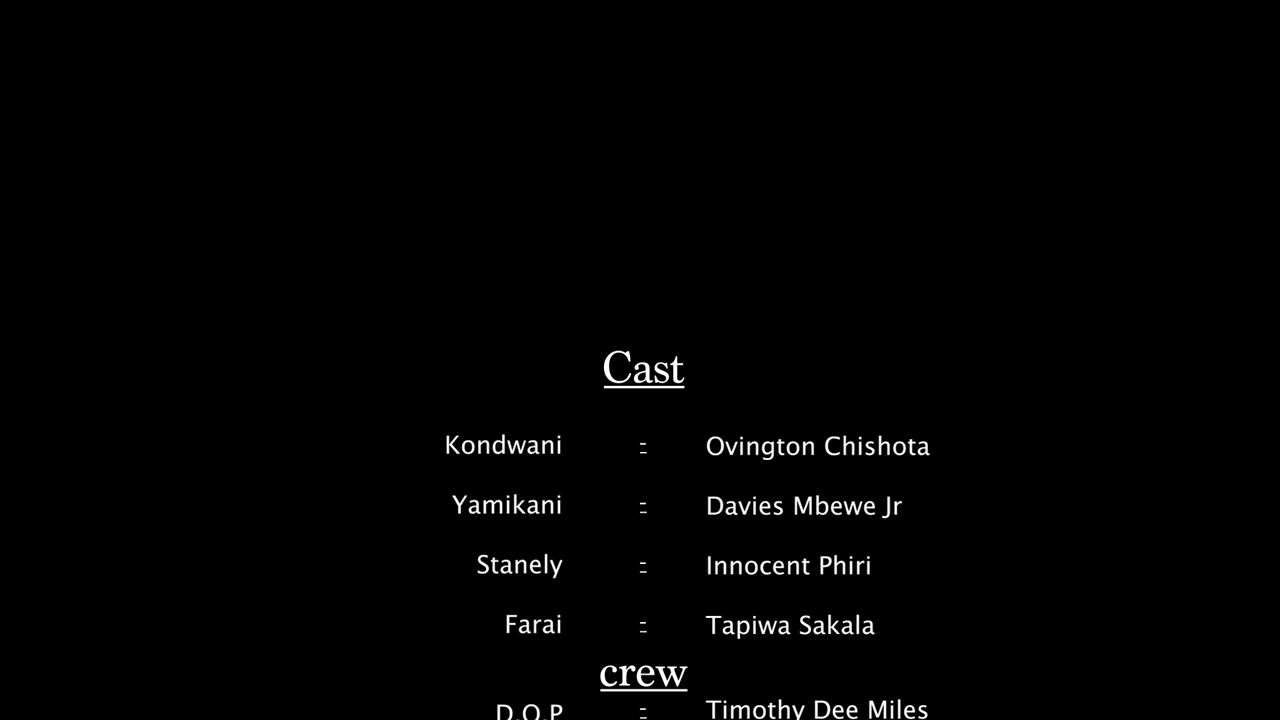 Cast
Kondwani - Ovington Chishota
Yamikani - Davies Mbewe Jr
Stanely - Innocent Phiri
Farai - Tapiwa Sakala
crew
D.O.P - Timothy Dee Miles